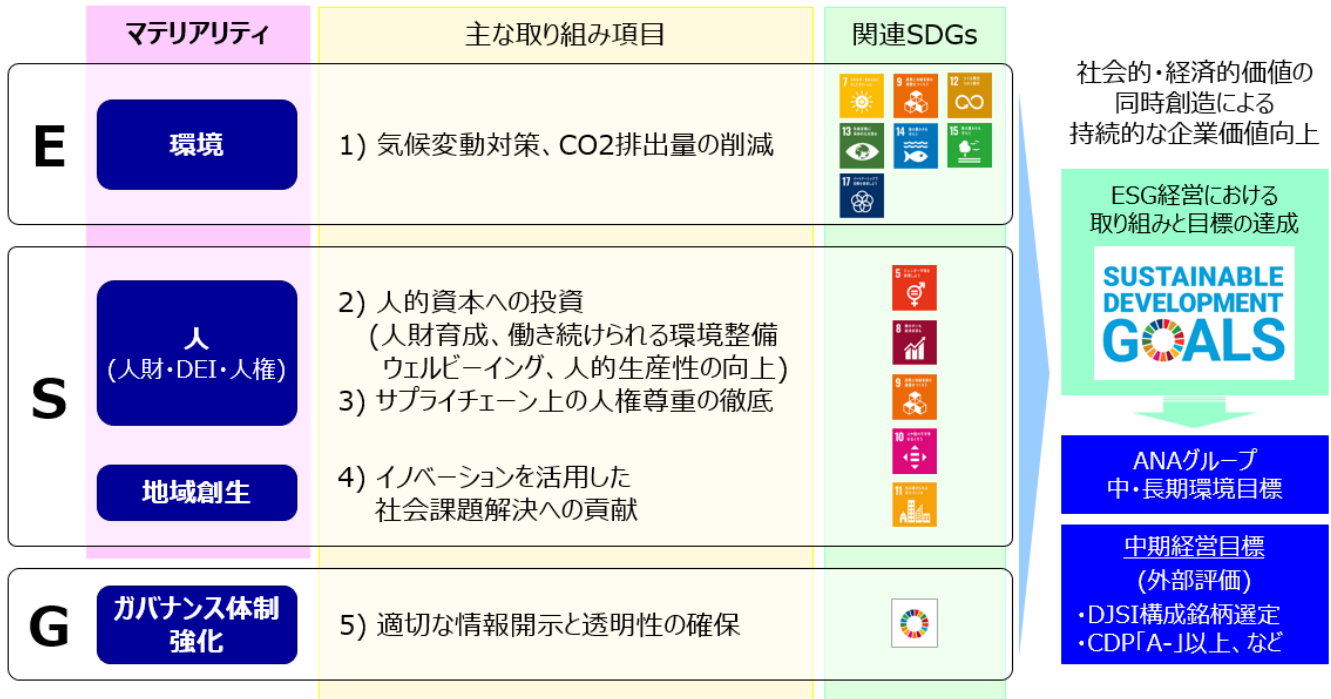 マテリアリティ
主な取り組み項目
関連SDGs
E
環境
1) 気候変動対策、CO2排出量の削減
7
9
12
13
14
15
17
S
人
(人財・DEI・人権)
2) 人的資本への投資
(人財育成、働き続けられる環境整備
ウェルビーイング、人的生産性の向上)
3) サプライチェーン上の人権尊重の徹底
地域創生
4) イノベーションを活用した
社会課題解決への貢献
5
8
9
10
11
G
ガバナンス体制
強化
5) 適切な情報開示と透明性の確保
社会的・経済的価値の
同時創造による
持続的な企業価値向上
ESG経営における
取り組みと目標の達成
SUSTAINABLE
DEVELOPMENT
GOALS
ANAグループ
中・長期環境目標
中期経営目標
(外部評価)
・DJSI構成銘柄選定
・CDP「A-」以上、など